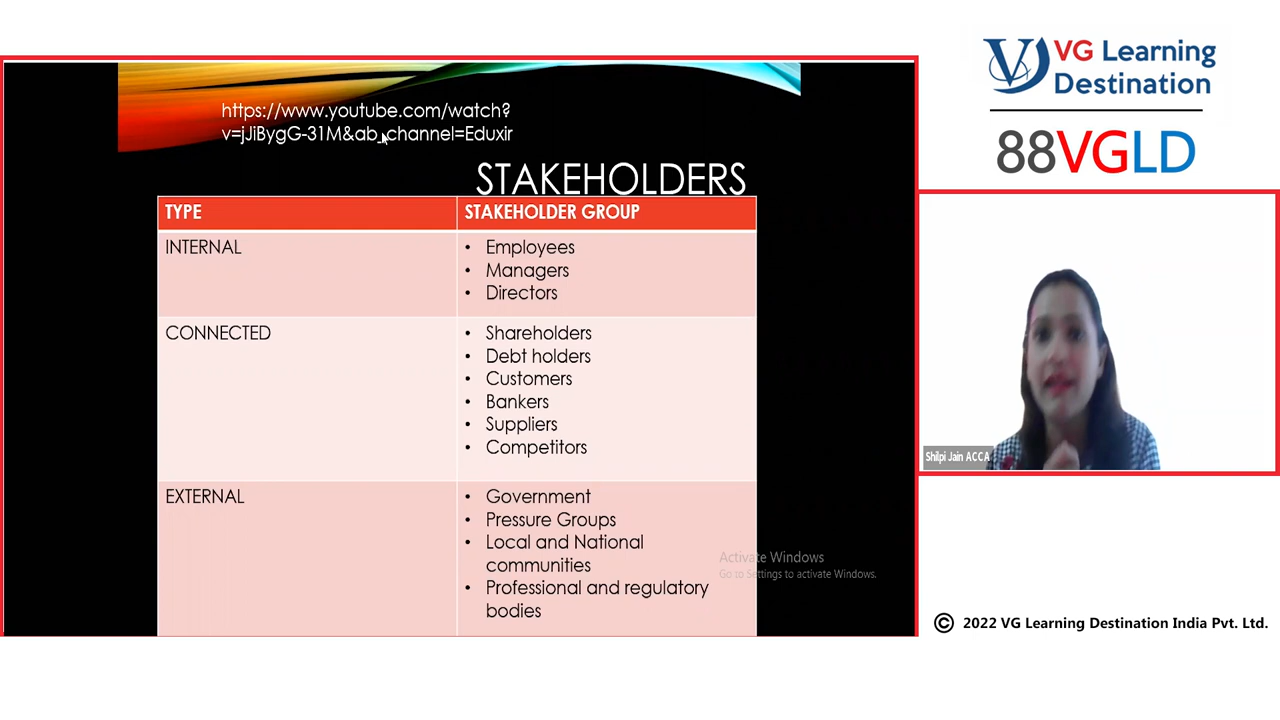 https://www.youtube.com/watch?
v=jJiBygG-31M&ab_channel=Eduxir
STAKEHOLDERS
TYPE
STAKEHOLDER GROUP
INTERNAL
• Employees
• Managers
• Directors
CONNECTED
• Shareholders
• Debt holders
• Customers
• Bankers
• Suppliers
• Competitors
EXTERNAL
• Government
• Pressure Groups
• Local and National
communities
• Professional and regulatory
bodies
Activate Windows
Go to Settings to activate Windows.
VG Learning
Destination
88VGLD
Shilpi Jain ACCA
© 2022 VG Learning Destination India Pvt. Ltd.